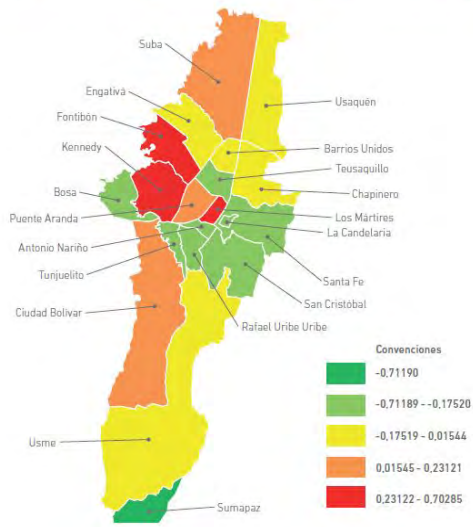 Suba
Engativá
Usaquén
Fontibón
Barrios Unidos
Kennedy
Teusaquillo
Bosa
Chapinero
Puente Aranda
Los Mártires
La Candelaria
Antonio Nariño
Tunjuelito
Santa Fe
San Cristóbal
Ciudad Bolívar
Rafael Uribe Uribe
Usme
Sumapaz
Convenciones
-0,71190
-0,71189 - -0,17520
-0,17519 - 0,01544
0,01545 - 0,23121
0,23122 - 0,70285